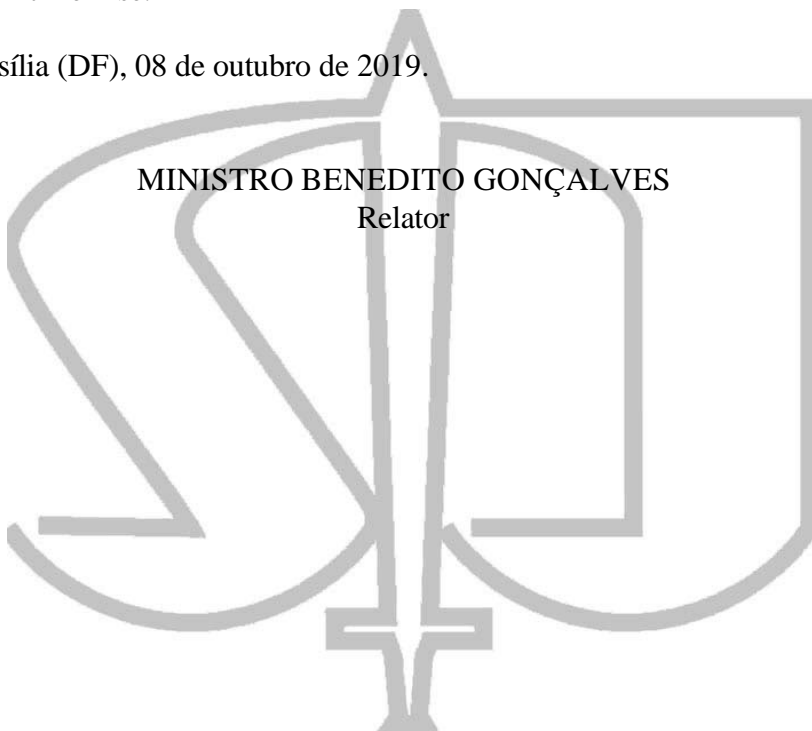 sília (DF), 08 de outubro de 2019.
MINISTRO BENEDITO GONÇALVES
Relator